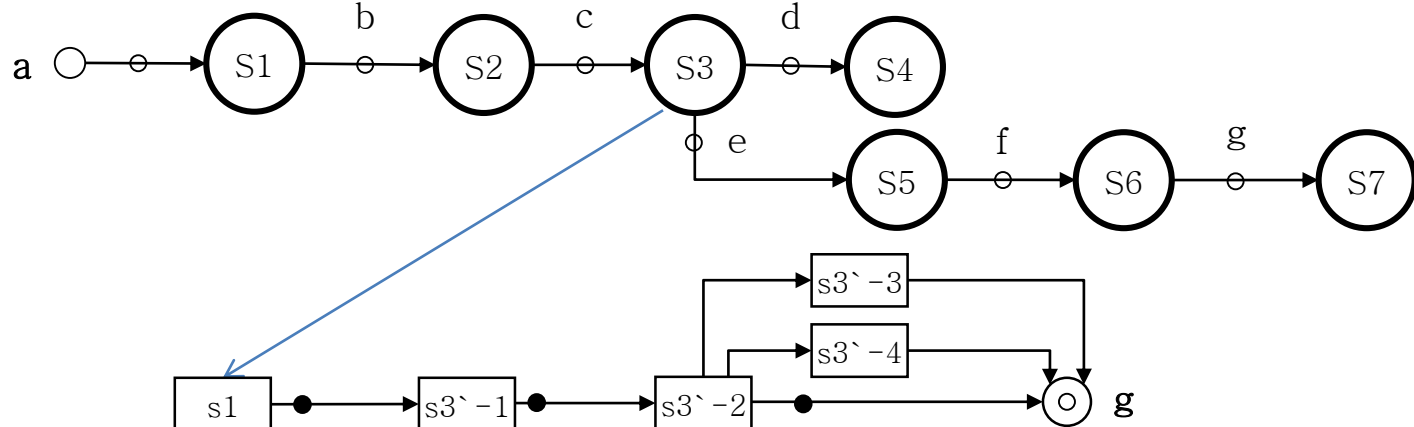 b c d
a S1 S2 S3 S4
e f g
S5 S6 S7
s3`-3
s3`-4
s1 s3`-1 s3`-2 g